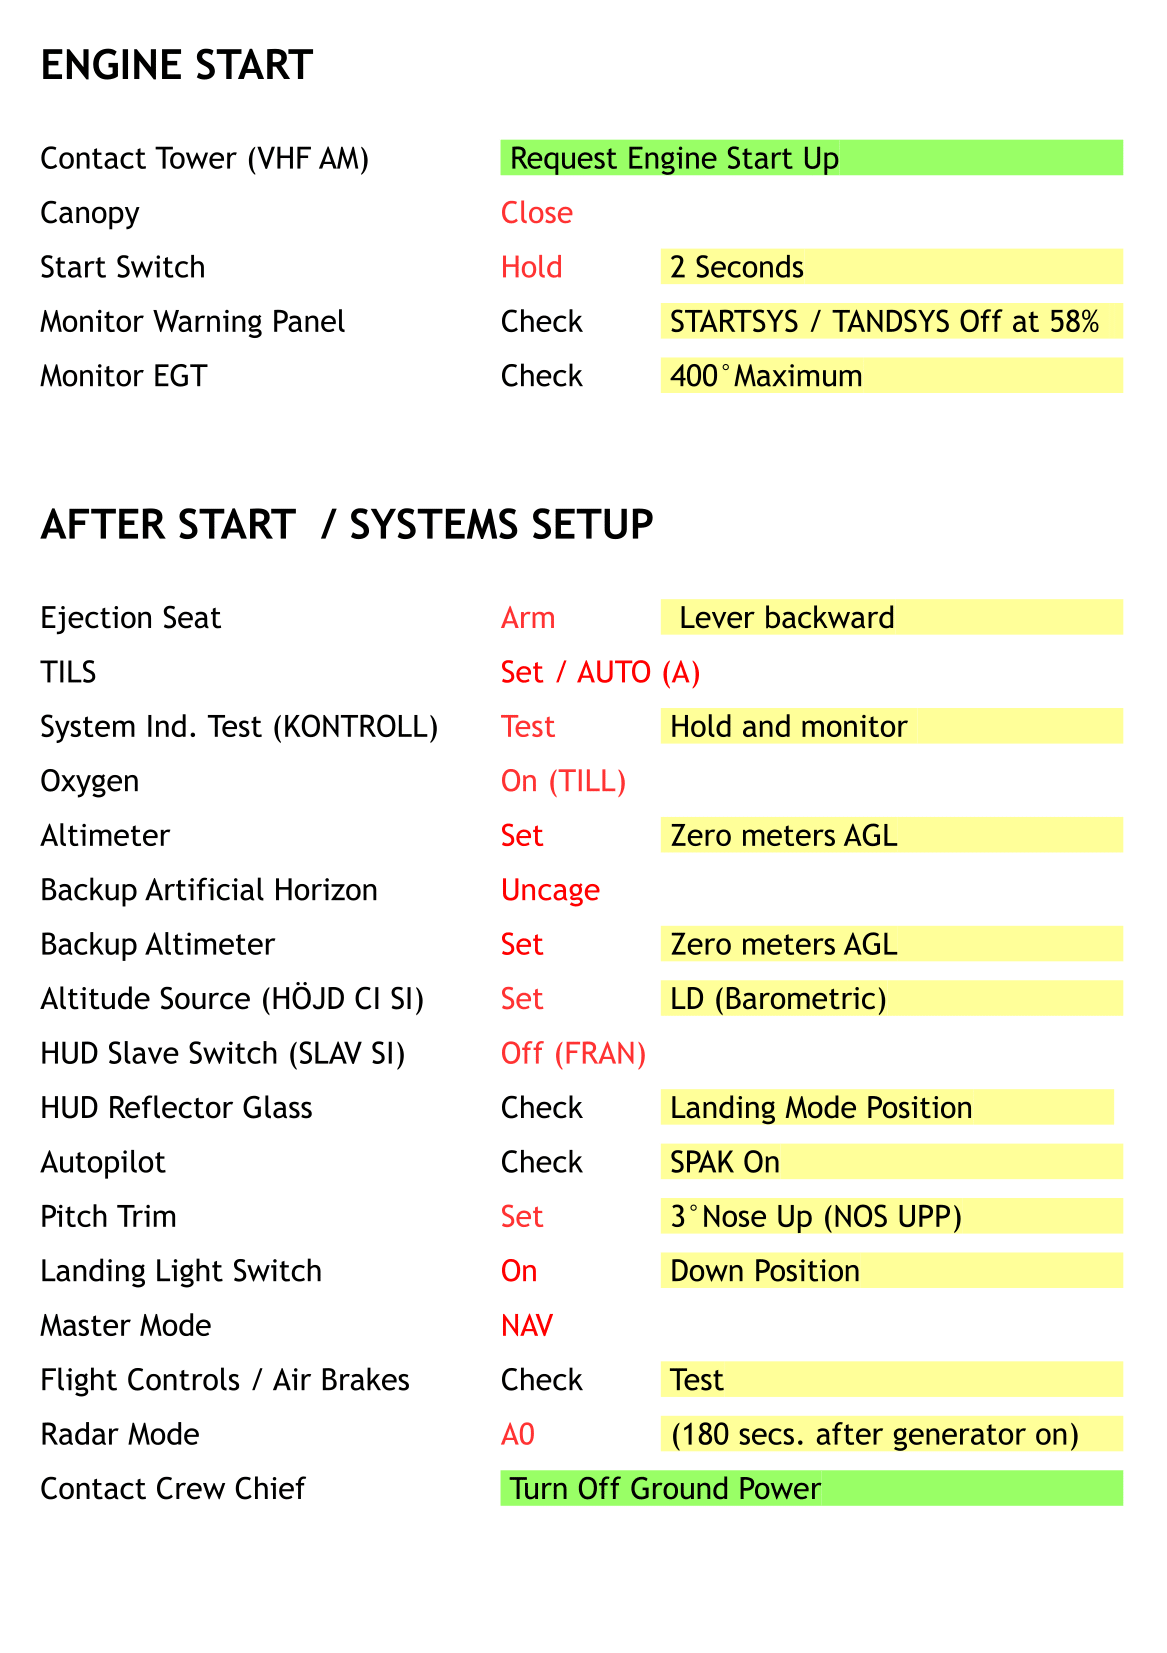 ENGINE START
Contact Tower (VHF AM) Request Engine Start Up
Canopy Close
Start Switch Hold 2 Seconds
Monitor Warning Panel Check STARTSYS / TANDSYS Off at 58%
Monitor EGT Check 400°Maximum
AFTER START / SYSTEMS SETUP
Ejection Seat Arm Lever backward
TILS Set / AUTO (A)
System Ind. Test (KONTROLL) Test Hold and monitor
Oxygen On (TILL)
Altimeter Set Zero meters AGL
Backup Artificial Horizon Uncage
Backup Altimeter Set Zero meters AGL
Altitude Source (HÖJD CI SI) Set LD (Barometric)
HUD Slave Switch (SLAV SI) Off (FRAN)
HUD Reflector Glass Check Landing Mode Position
Autopilot Check SPAK On
Pitch Trim Set 3°Nose Up (NOS UPP)
Landing Light Switch On Down Position
Master Mode NAV
Flight Controls / Air Brakes Check Test
Radar Mode A0 (180 secs. after generator on)
Contact Crew Chief Turn Off Ground Power